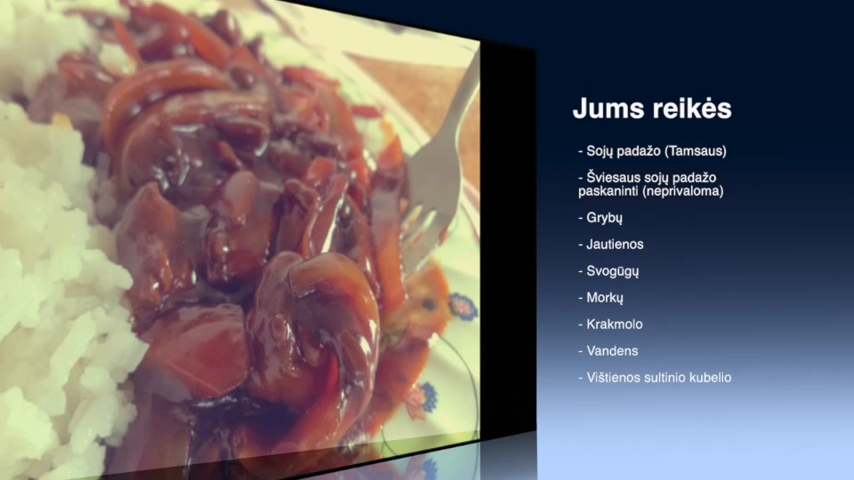 Jums reikės
- Sojų padažo (Tamsaus)
- Šviesaus sojų padažo
paskaninti (neprivaloma)
- Grybų
- Jautienos
- Svogūgų
- Morkų
- Krakmolo
- Vandens
- Vištienos sultinio kubelio